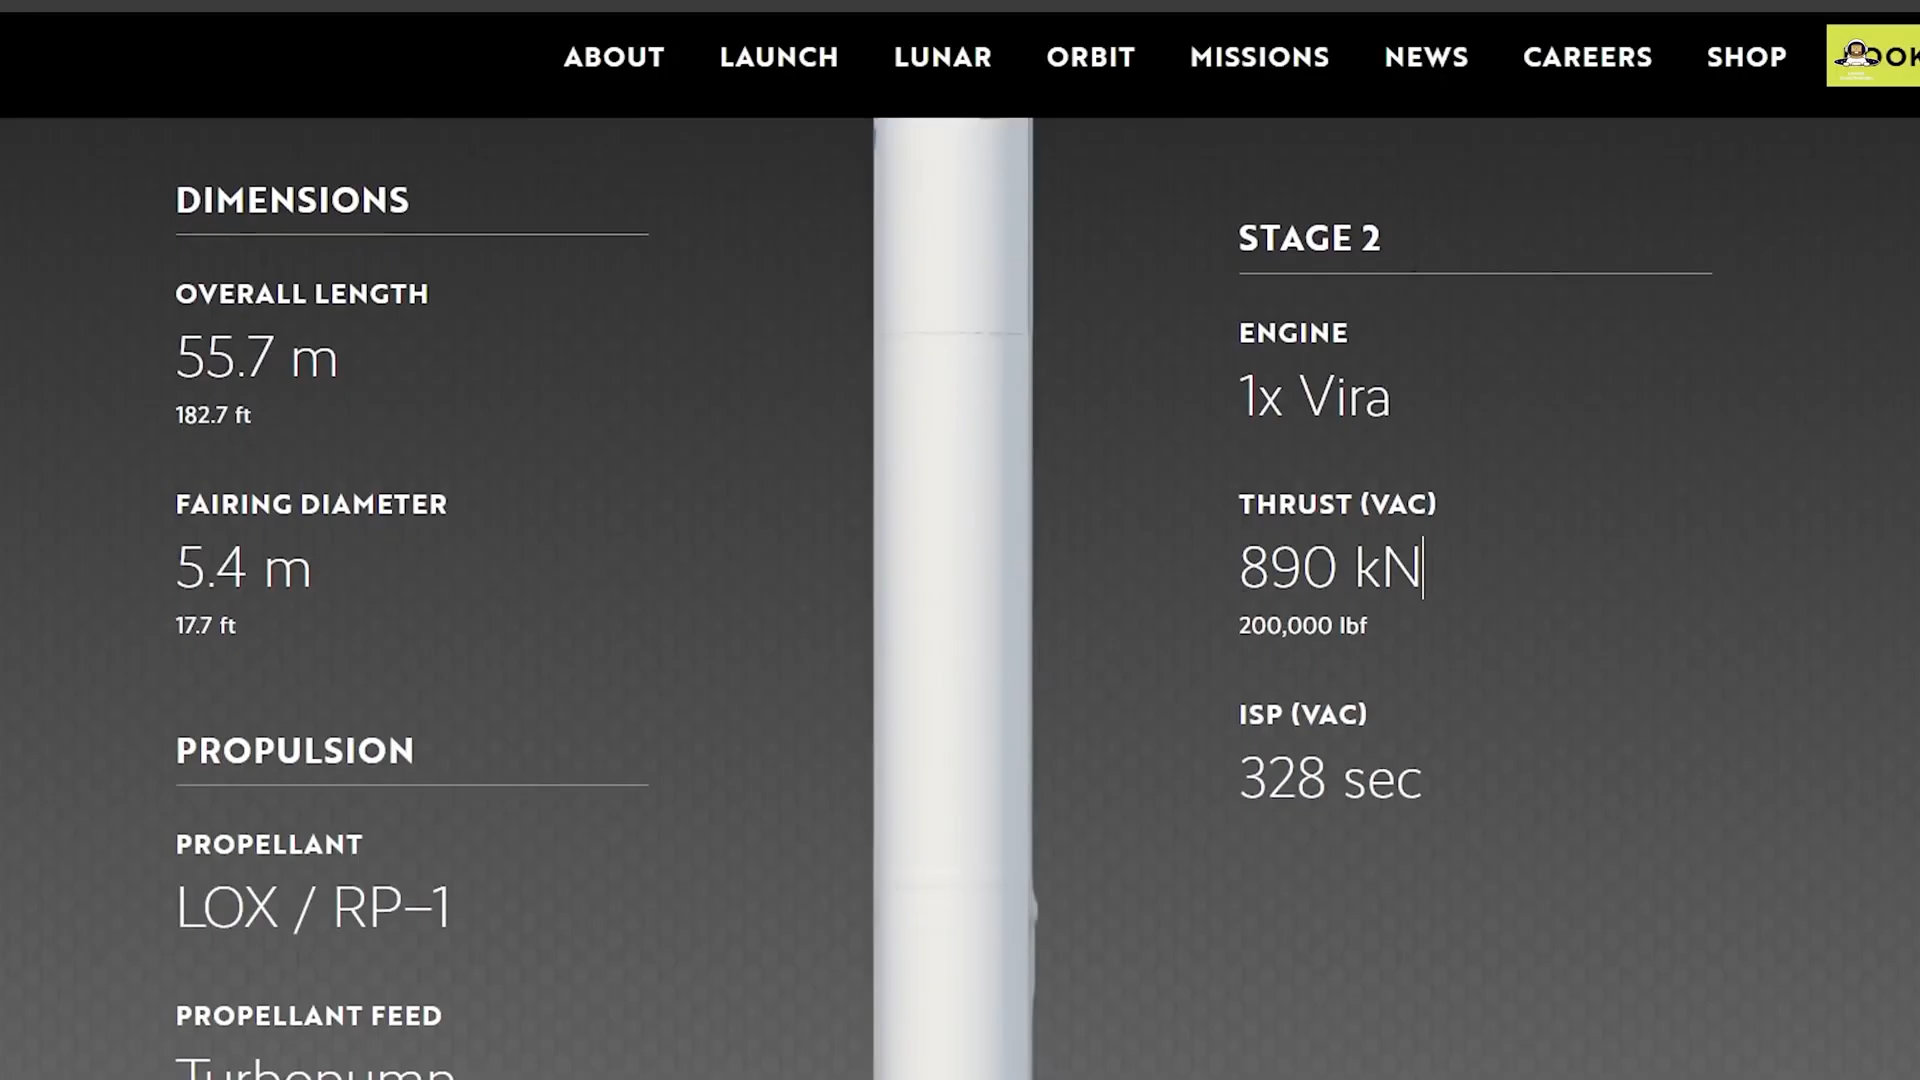 ABOUT LAUNCH LUNAR ORBIT MISSIONS NEWS CAREERS SHOP
DIMENSIONS
OVERALL LENGTH
55.7 m
182.7 ft
FAIRING DIAMETER
5.4 m
17.7 ft
PROPULSION
PROPELLANT
LOX / RP–1
PROPELLANT FEED
Turbopump
STAGE 2
ENGINE
1x Vira
THRUST (VAC)
890 kN
200,000 lbf
ISP (VAC)
328 sec